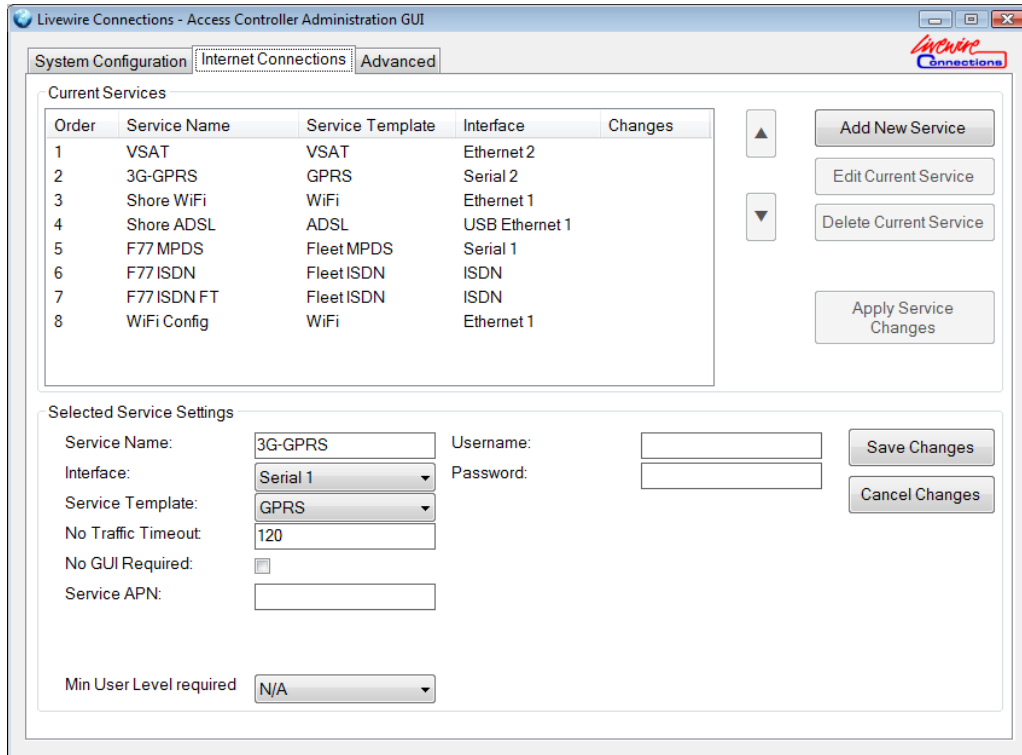 Livewire Connections - Access Controller Administration GUI
Livewire
Connections
System Configuration Internet Connections Advanced
Current Services
Order Service Name Service Template Interface Changes
1 VSAT VSAT Ethernet 2
2 3G-GPRS GPRS Serial 2
3 Shore WiFi WiFi Ethernet 1
4 Shore ADSL ADSL USB Ethernet 1
5 F77 MPDS Fleet MPDS Serial 1
6 F77 ISDN Fleet ISDN ISDN
7 F77 ISDN FT Fleet ISDN ISDN
8 WiFi Config WiFi Ethernet 1
Add New Service
Edit Current Service
Delete Current Service
Apply Service
Changes
Selected Service Settings
Service Name: 3G-GPRS Username:
Interface: Serial 1 Password:
Service Template: GPRS
No Traffic Timeout: 120
No GUI Required:
Service APN:
Min User Level required N/A
Save Changes
Cancel Changes